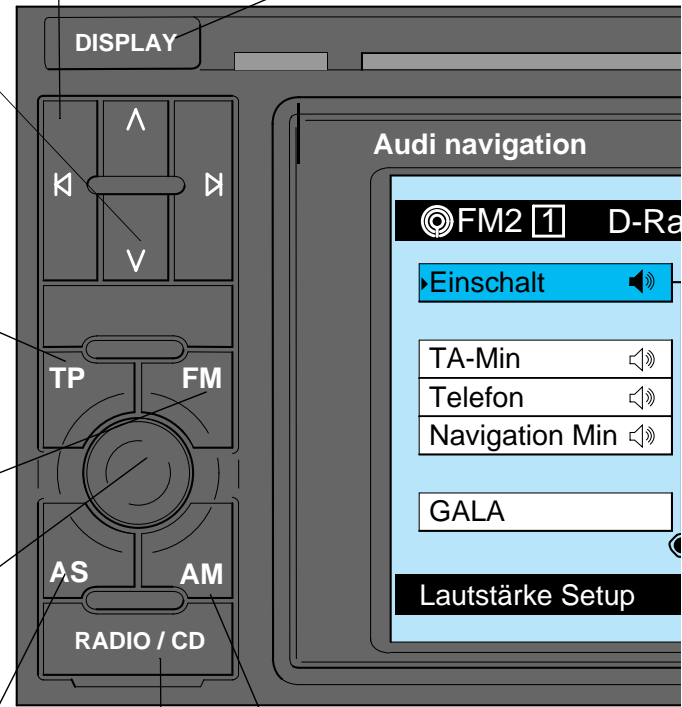 DISPLAY
Audi navigation
FM2 1 D-Ra
Einschalt
TP FM
TA-Min
Telefon
Navigation Min
GALA
AS AM
Lautstärke Setup
RADIO / CD